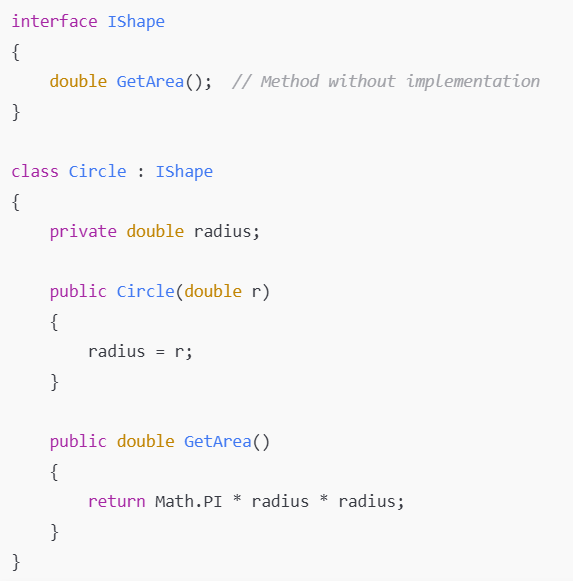 interface IShape
{
    double GetArea();  // Method without implementation
}

class Circle : IShape
{
    private double radius;

    public Circle(double r)
    {
        radius = r;
    }

    public double GetArea()
    {
        return Math.PI * radius * radius;
    }
}